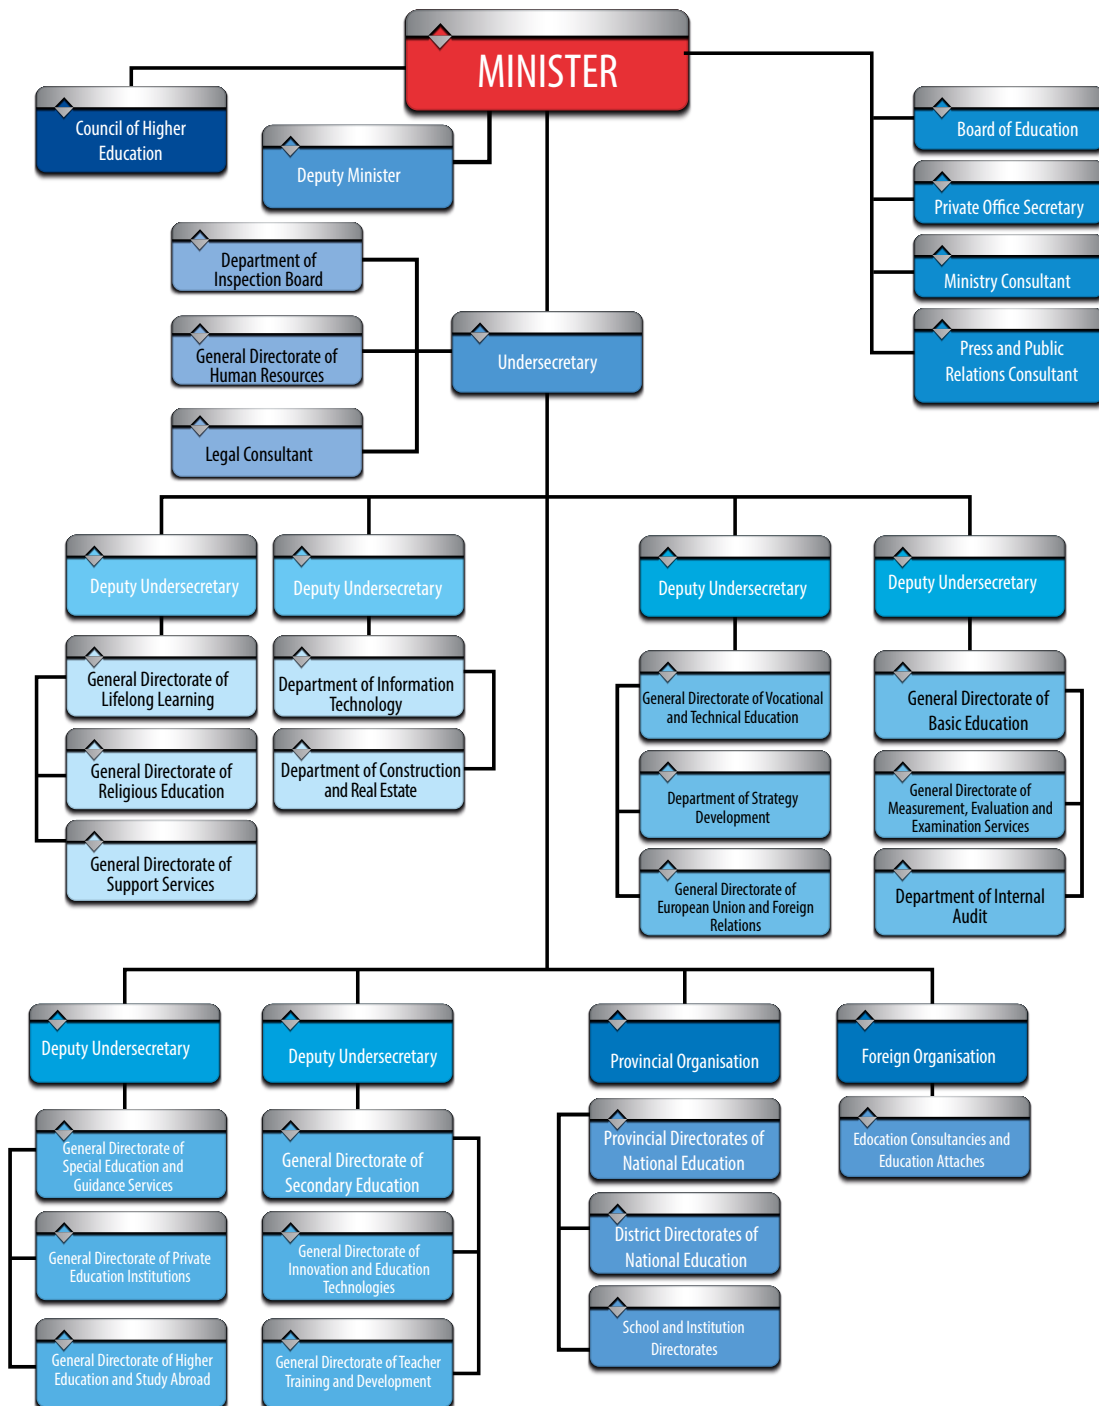 MINISTER
Council of Higher
Education
Deputy Minister
Board of Education
Private Office Secretary
Ministry Consultant
Press and Public
Relations Consultant
Department of
Inspection Board
General Directorate of
Human Resources
Legal Consultant
Undersecretary
Deputy Undersecretary
General Directorate of
Lifelong Learning
General Directorate of
Religious Education
General Directorate of
Support Services
Deputy Undersecretary
Department of Information
Technology
Department of Construction
and Real Estate
Deputy Undersecretary
General Directorate of Vocational
and Technical Education
Department of Strategy
Development
General Directorate of
European Union and Foreign
Relations
Deputy Undersecretary
General Directorate of
Basic Education
General Directorate of
Measurement, Evaluation and
Examination Services
Department of Internal
Audit
Deputy Undersecretary
General Directorate of
Special Education and
Guidance Services
General Directorate of Private
Education Institutions
General Directorate of Higher
Education and Study Abroad
Deputy Undersecretary
General Directorate of
Secondary Education
General Directorate of
Innovation and Education
Technologies
General Directorate of Teacher
Training and Development
Provincial Organisation
Provincial Directorates of
National Education
District Directorates of
National Education
School and Institution
Directorates
Foreign Organisation
Edocation Consultancies and
Education Attaches